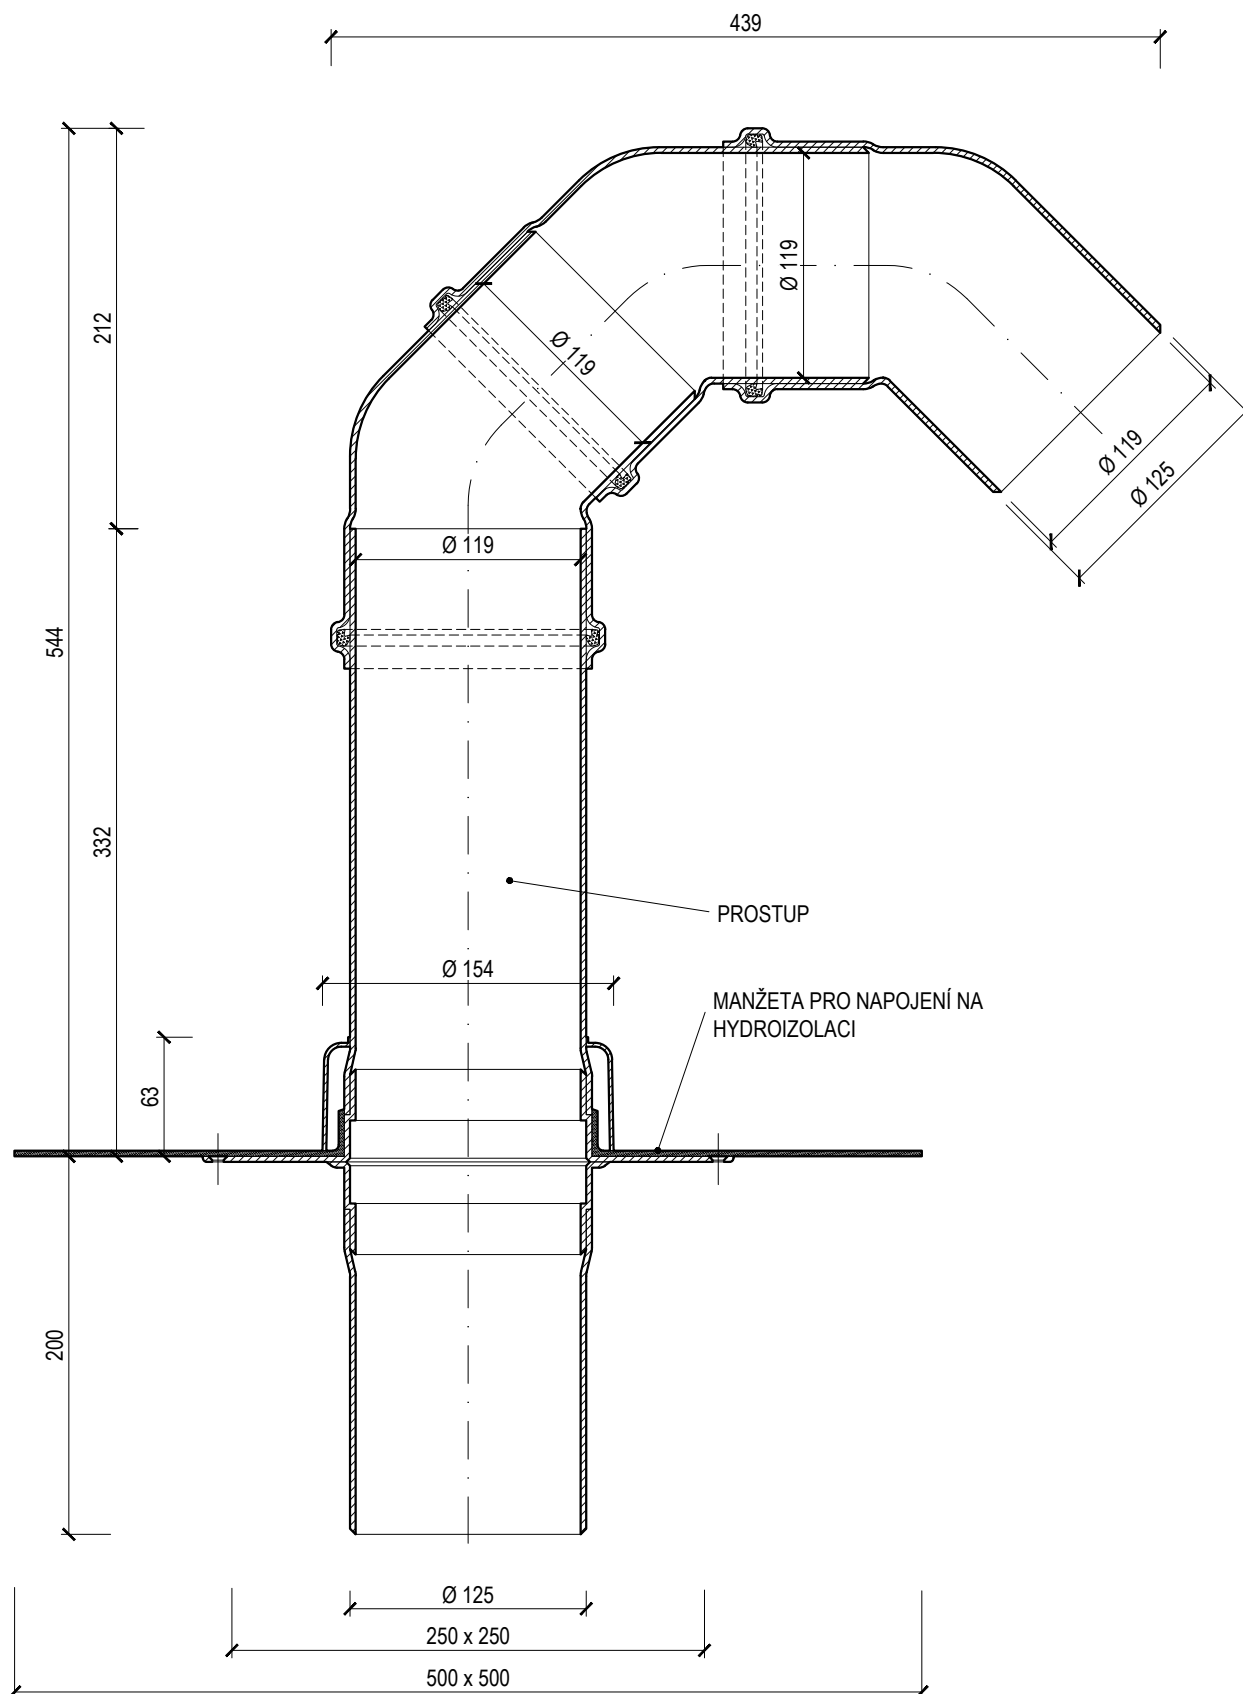 439
Ø 119
212
Ø 119
Ø 119
Ø 125
Ø 119
544
332
PROSTUP
Ø 154
MANŽETA PRO NAPOJENÍ NA
HYDROIZOLACI
63
200
Ø 125
250 x 250
500 x 500